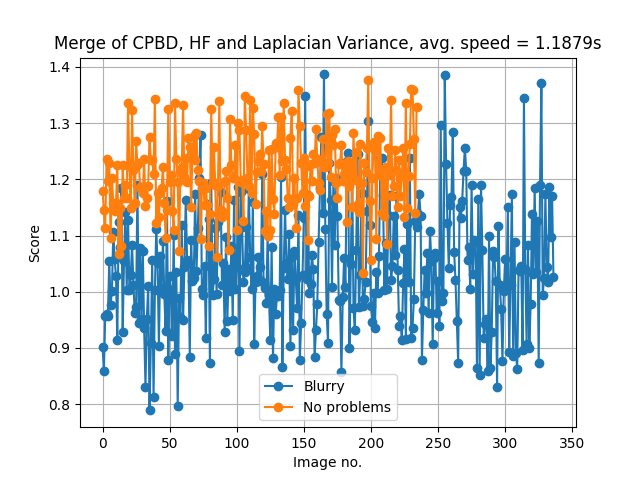 Merge of CPBD, HF and Laplacian Variance, avg. speed = 1.1879s
1.4
1.3
1.2
1.1
1.0
0.9
0.8
Score
Blurry
No problems
0 50 100 150 200 250 300 350
Image no.